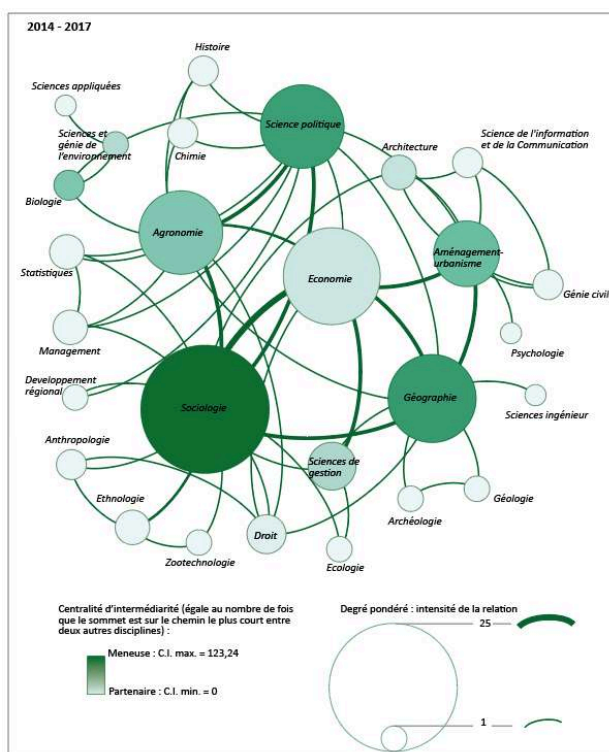 2014 - 2017
Histoire
Sciences appliquées
Science politique
Sciences et
génie de
l'environnement
Chimie
Architecture
Science de l'information
et de la Communication
Biologie
Agronomie
Aménagement-
urbanisme
Statistiques
Economie
Génie civil
Management
Psychologie
Developpement
régional
Sociologie
Géographie
Sciences ingénieur
Anthropologie
Sciences de
gestion
Ethnologie
Géologie
Archéologie
Droit
Zootechnologie
Ecologie
Centralité d'intermédiarité (égale au nombre de fois
que le sommet est sur le chemin le plus court entre
deux autres disciplines) :
Meneuse : C.I. max. = 123,24
Partenaire : C.I. min. = 0
Degré pondéré : intensité de la relation
25
1